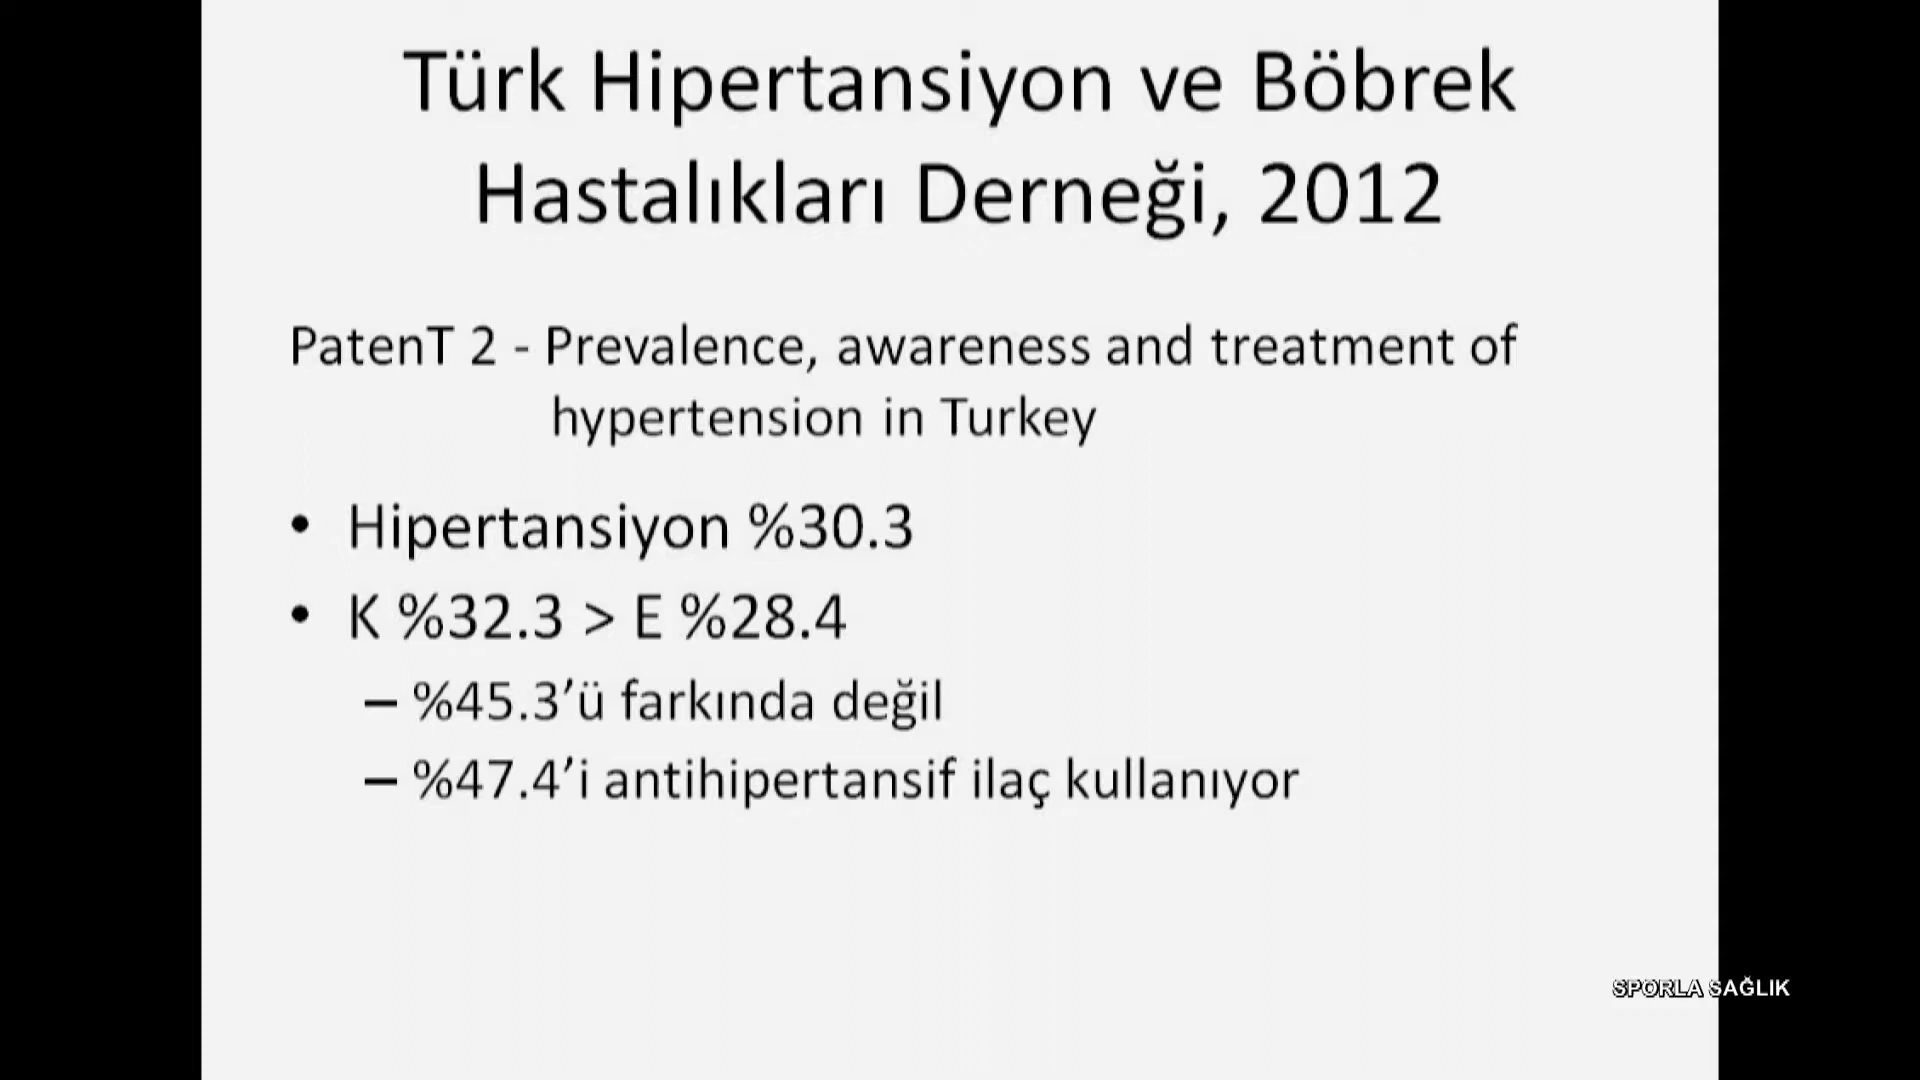 Türk Hipertansiyon ve Böbrek
Hastalıkları Derneği, 2012
PatenT 2 - Prevalence, awareness and treatment of
hypertension in Turkey
• Hipertansiyon %30.3
• K %32.3 > E %28.4
– %45.3’ü farkında değil
– %47.4’i antihipertansif ilaç kullanıyor
SPORLA SAĞLIK